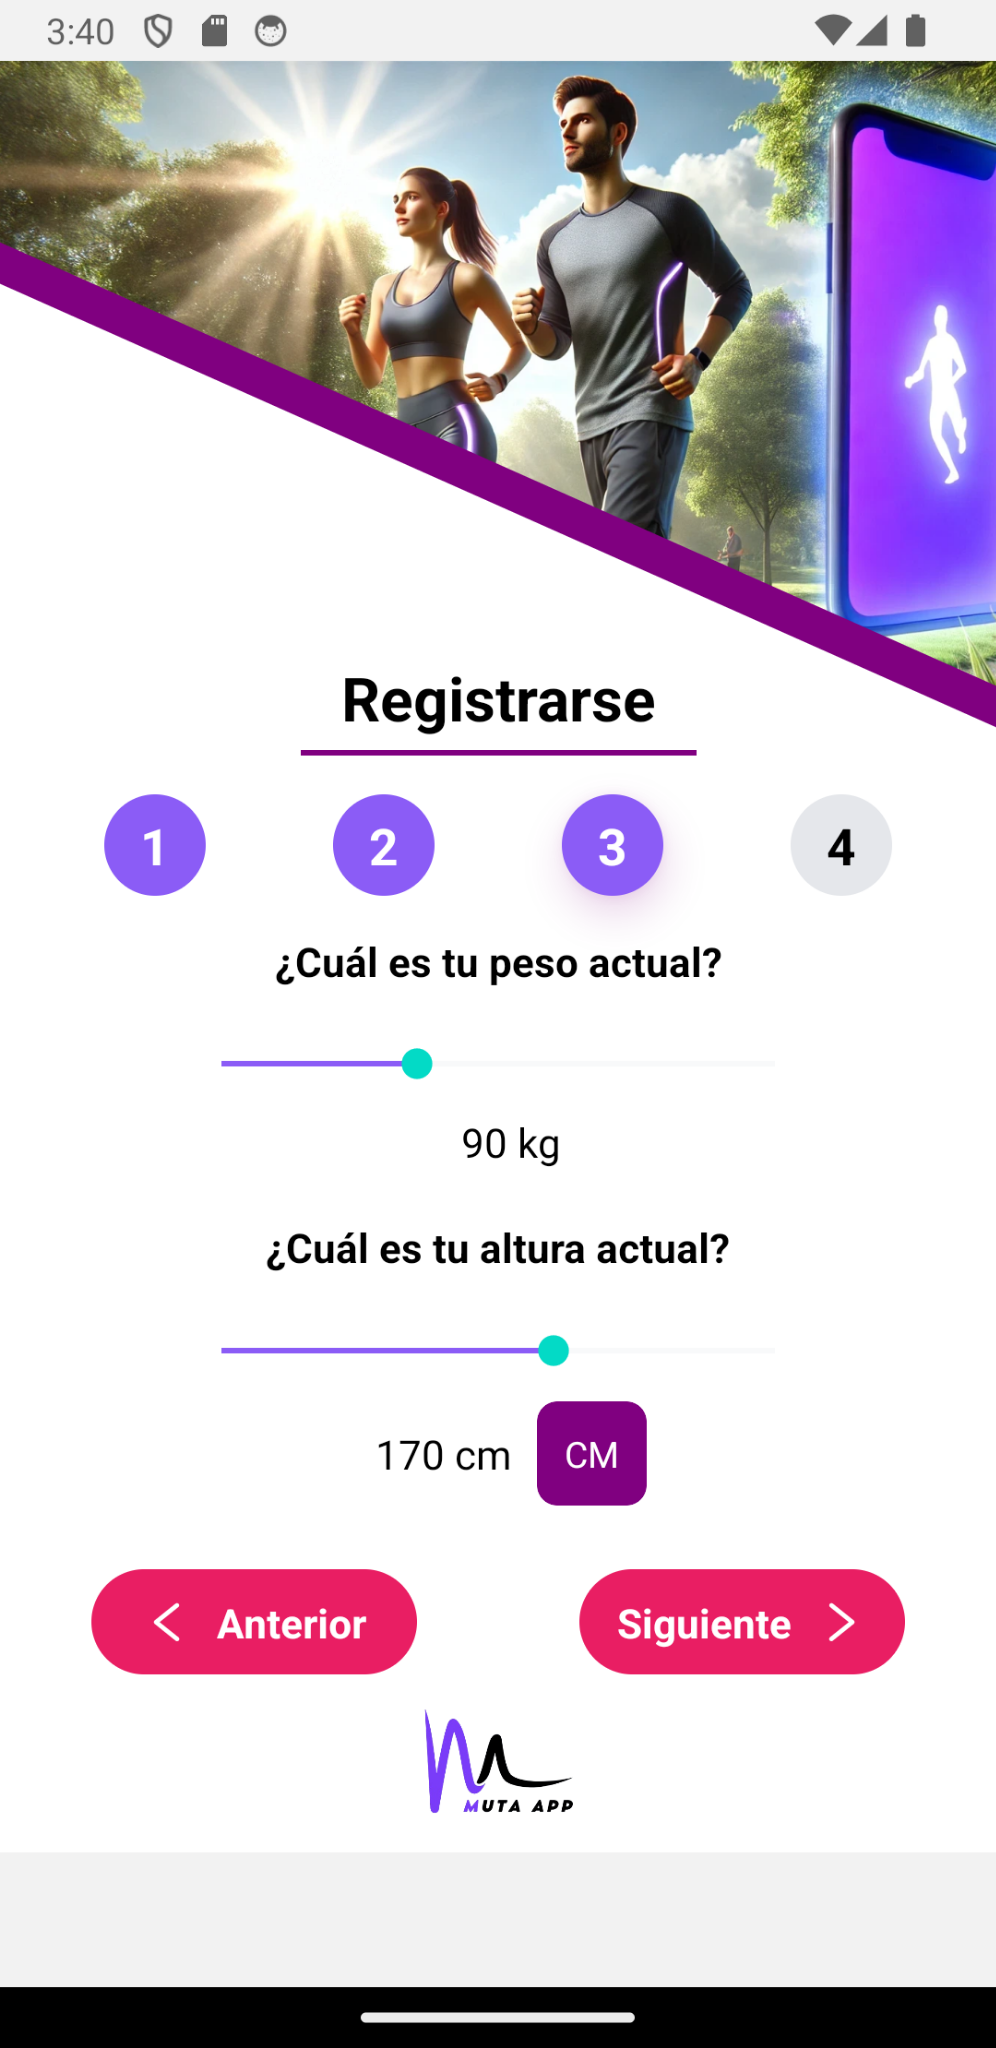 3:40
Registrarse
1 2 3 4
¿Cuál es tu peso actual?
90 kg
¿Cuál es tu altura actual?
170 cm CM
Anterior Siguiente
MUTA APP